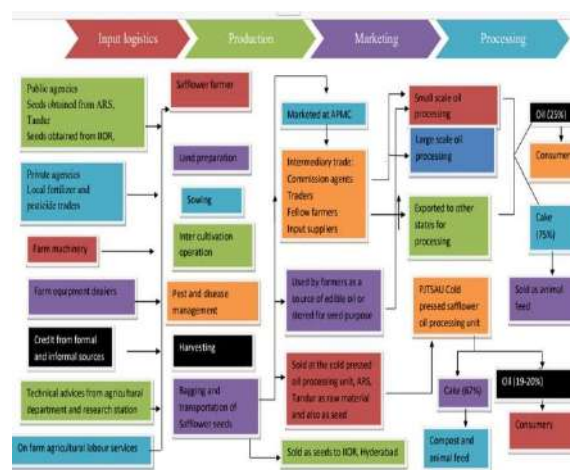 Input logistics
Production
Marketing
Processing
Public agencies
Seeds obtained from ARS,
Tandur
Seeds obtained from IIOR,
Private agencies
Local fertilizer and
pesticide traders
Farm machinery
Farm equipment dealers
Credit from formal
and informal sources
Technical advices from agricultural
department and research station
On farm agricultural labour services
Safflower farmer
Land preparation
Sowing
Inter cultivation
operation
Pest and disease
management
Harvesting
Bagging and
transportation of
Safflower seeds
Marketed at APMC
Intermediary trade:
Commission agents
Traders
Fellow farmers
Input suppliers
Used by farmers as a
source of edible oil or
stored for seed purpose
Sold at the cold pressed
oil processing unit, ARS,
Tandur as raw material
and also as seed
Sold as seeds to IIOR, Hyderabad
Small scale oil
processing
Large scale oil
processing
Exported to other
states for
processing
PJTSAU Cold
pressed safflower
oil processing unit
Cake (67%)
Compost and
animal feed
Oil (25%)
Consumer
Cake
(75%)
Sold as animal
feed
Oil (19-20%)
Consumers